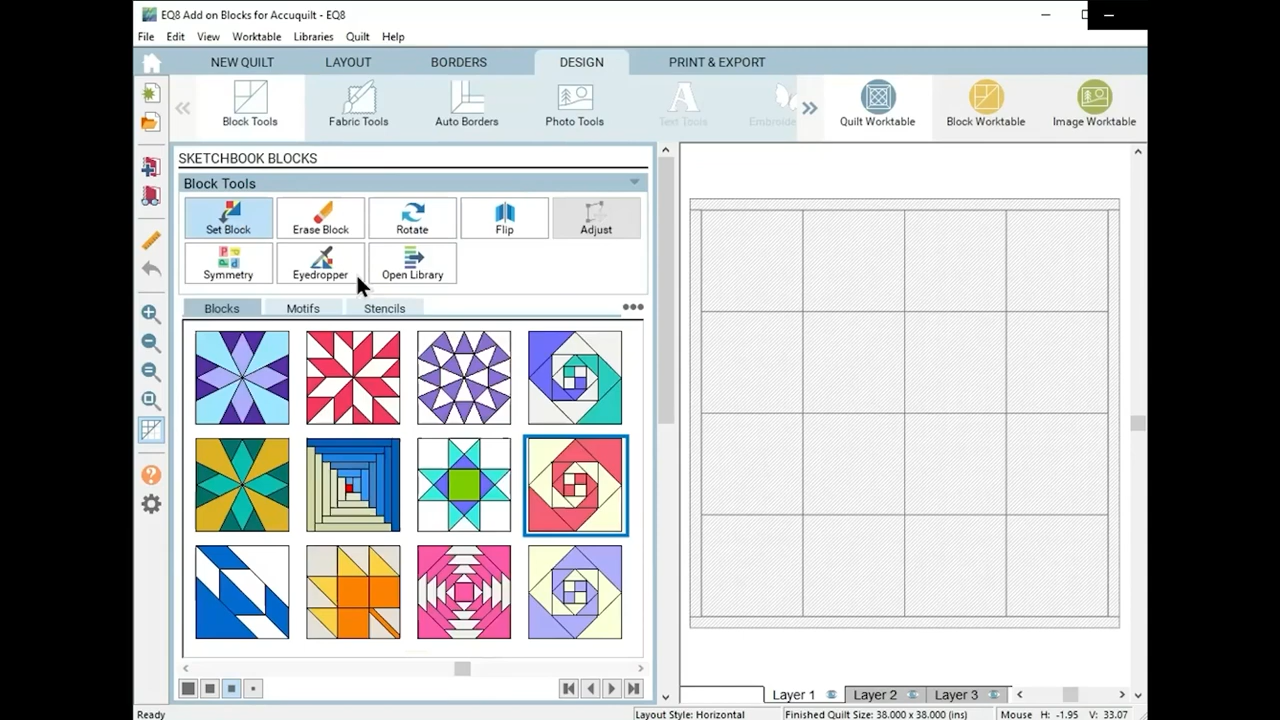 EQ8 Add on Blocks for Accuquilt - EQ8
File Edit View Worktable Libraries Quilt Help
NEW QUILT LAYOUT BORDERS DESIGN PRINT & EXPORT
Block Tools Fabric Tools Auto Borders Photo Tools Text Tools Embroide Quilt Worktable Block Worktable Image Worktable
SKETCHBOOK BLOCKS
Block Tools
Set Block Erase Block Rotate Flip Adjust
Symmetry Eyedropper Open Library
Blocks Motifs Stencils
Layer 1 Layer 2 Layer 3
Ready Layout Style: Horizontal Finished Quilt Size: 38.000 x 38.000 (ins) Mouse H: -1.95 V: 33.07